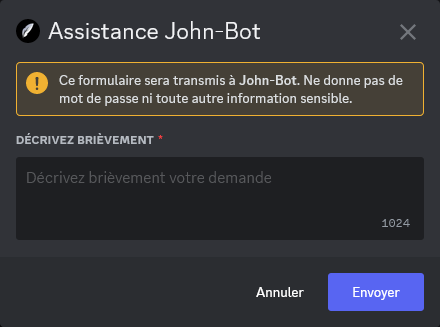 Assistance John-Bot
Ce formulaire sera transmis à John-Bot. Ne donne pas de
mot de passe ni toute autre information sensible.
DÉCRIVEZ BRIÈVEMENT *
Décrivez brièvement votre demande
1024
Annuler
Envoyer